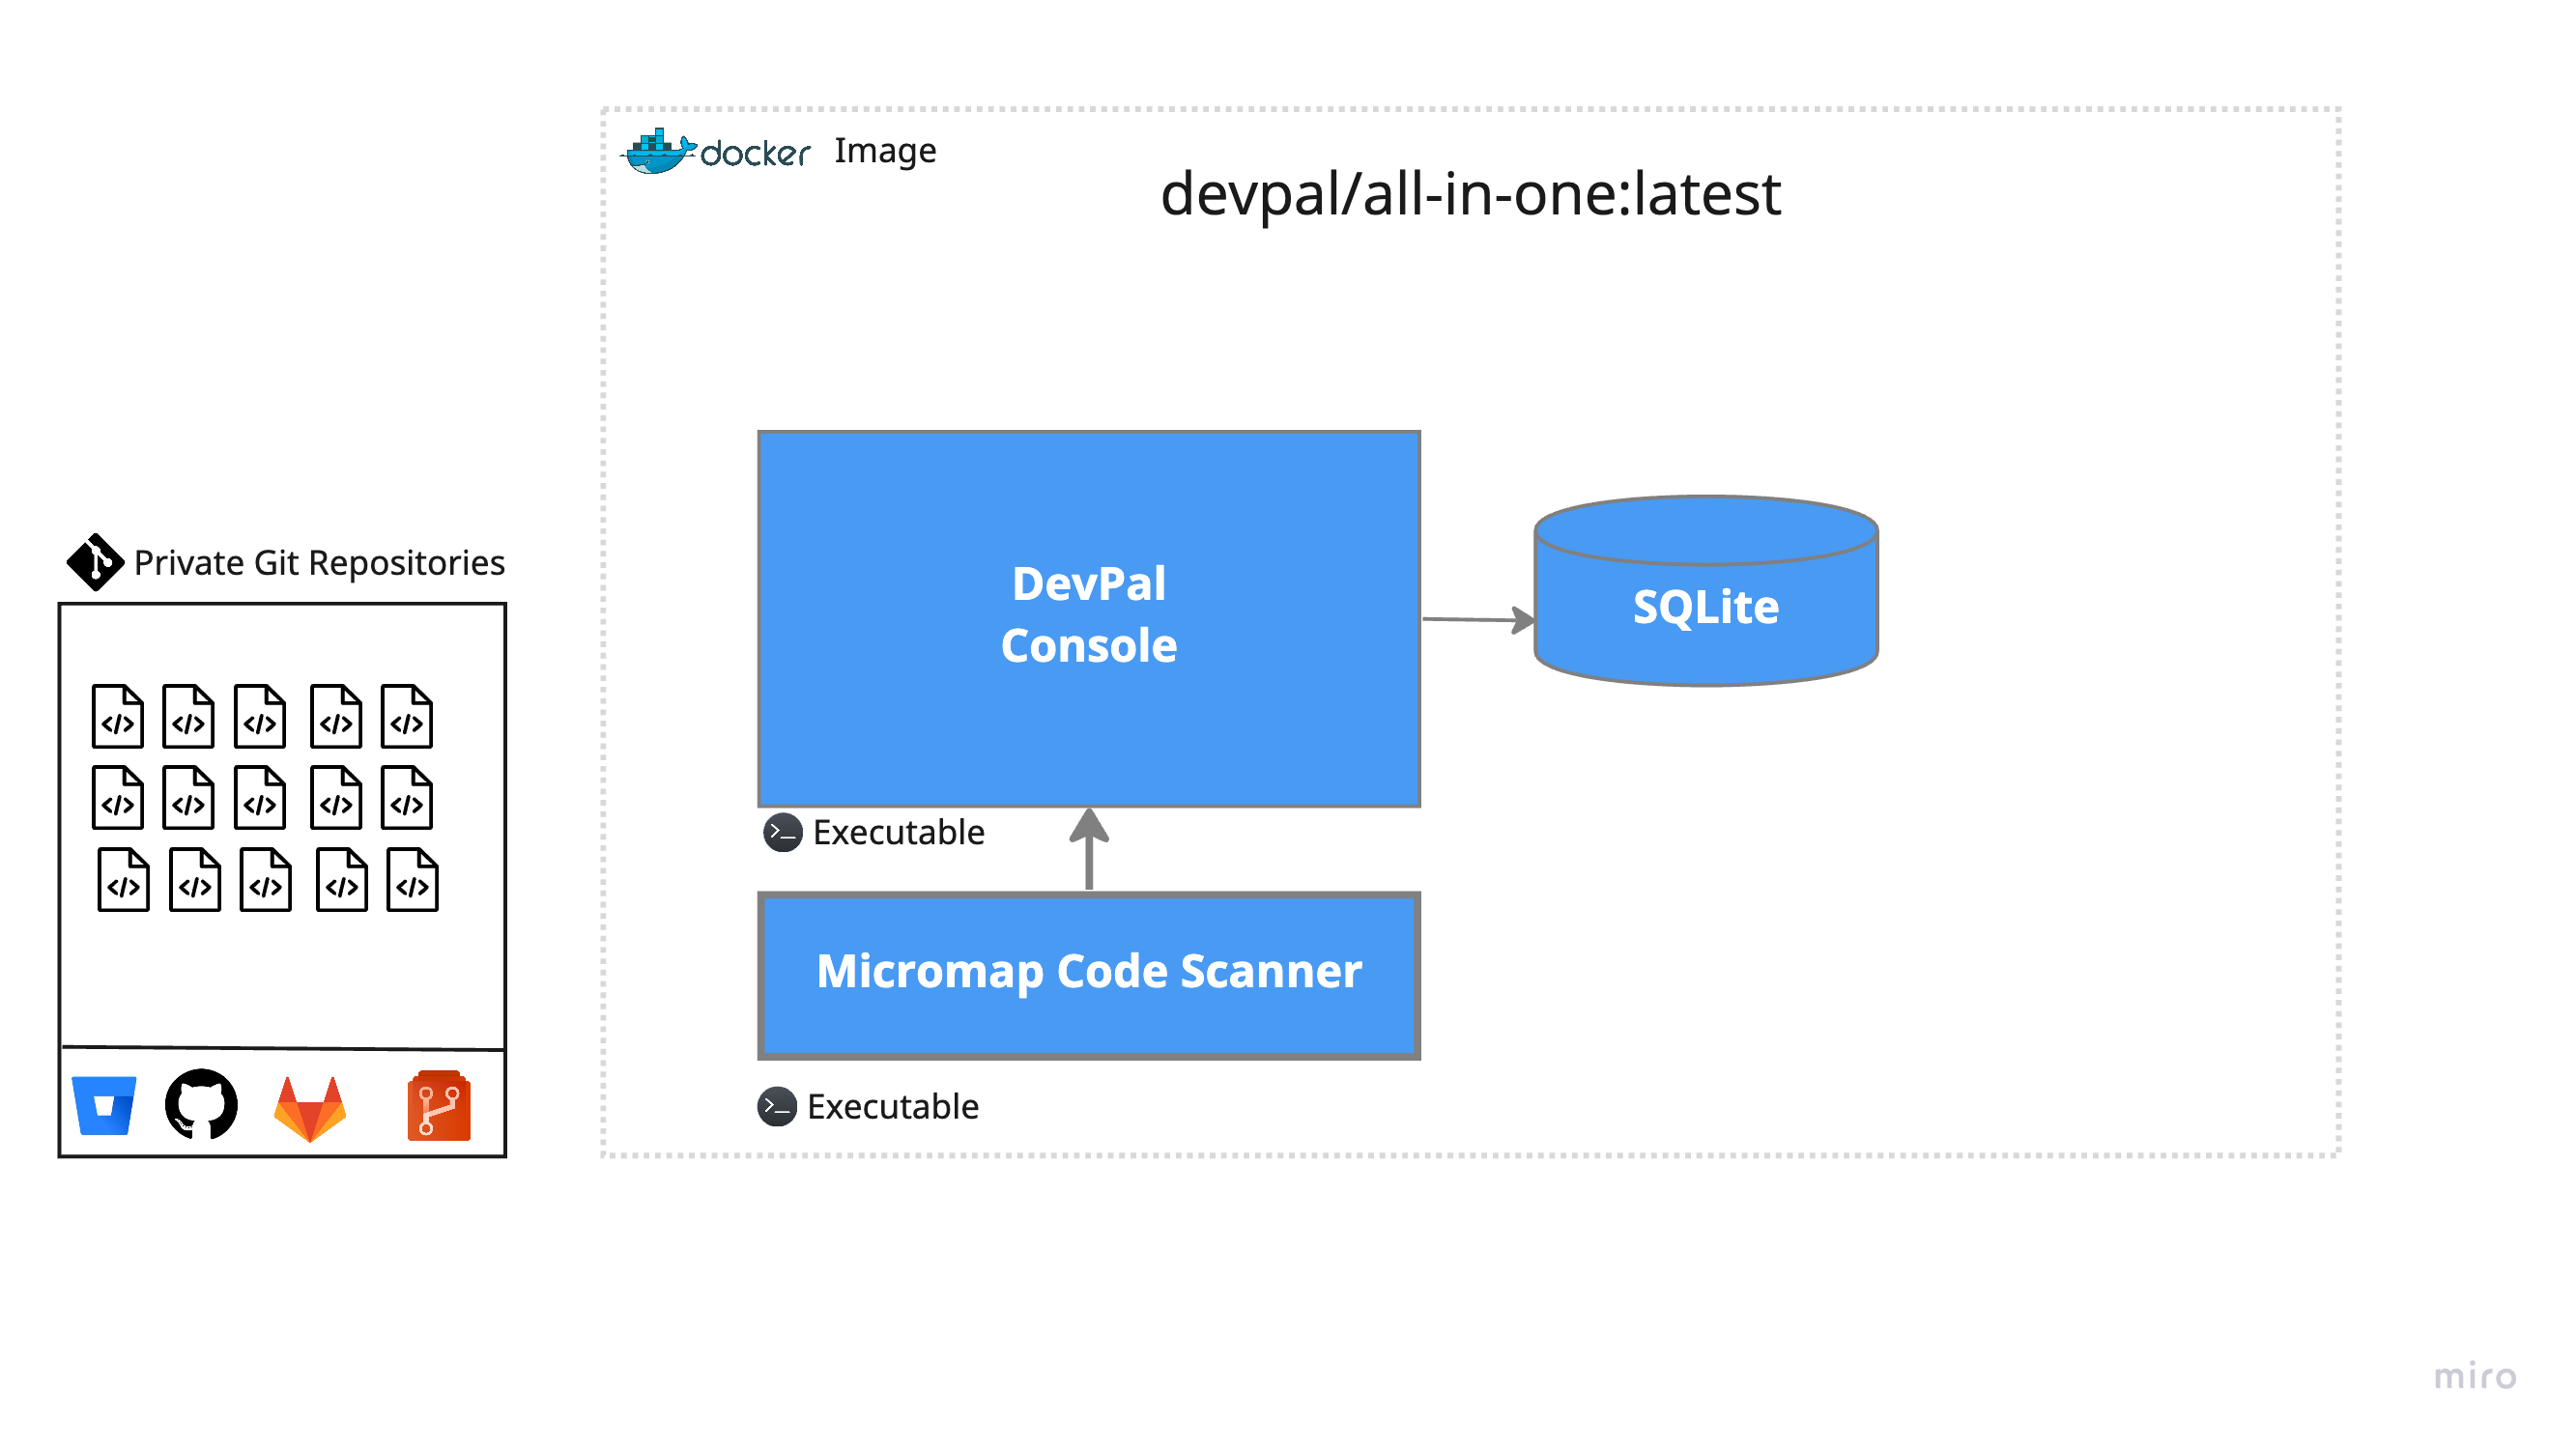 docker Image
devpal/all-in-one:latest
Private Git Repositories
DevPal
Console
SQLite
Executable
Micromap Code Scanner
Executable
miro